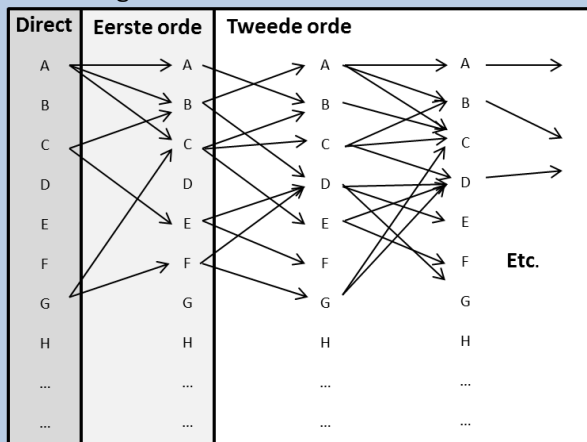 Direct Eerste orde Tweede orde
A A A A
B B B B
C C C C
D D D D
E E E E
F F F F Etc.
G G G G
H H H H
... ... ... ...
... ... ... ...